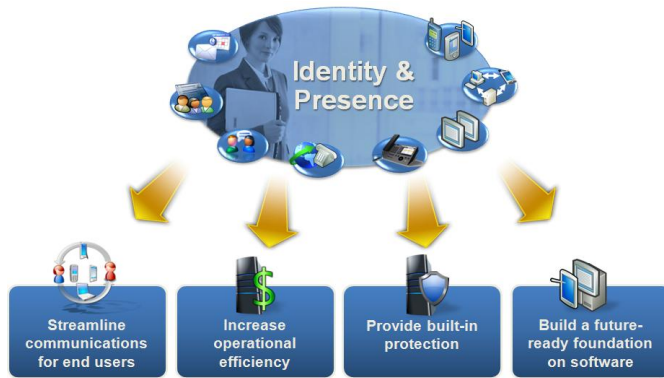 Identity &
Presence
Streamline
communications
for end users
Increase
operational
efficiency
Provide built-in
protection
Build a future-
ready foundation
on software